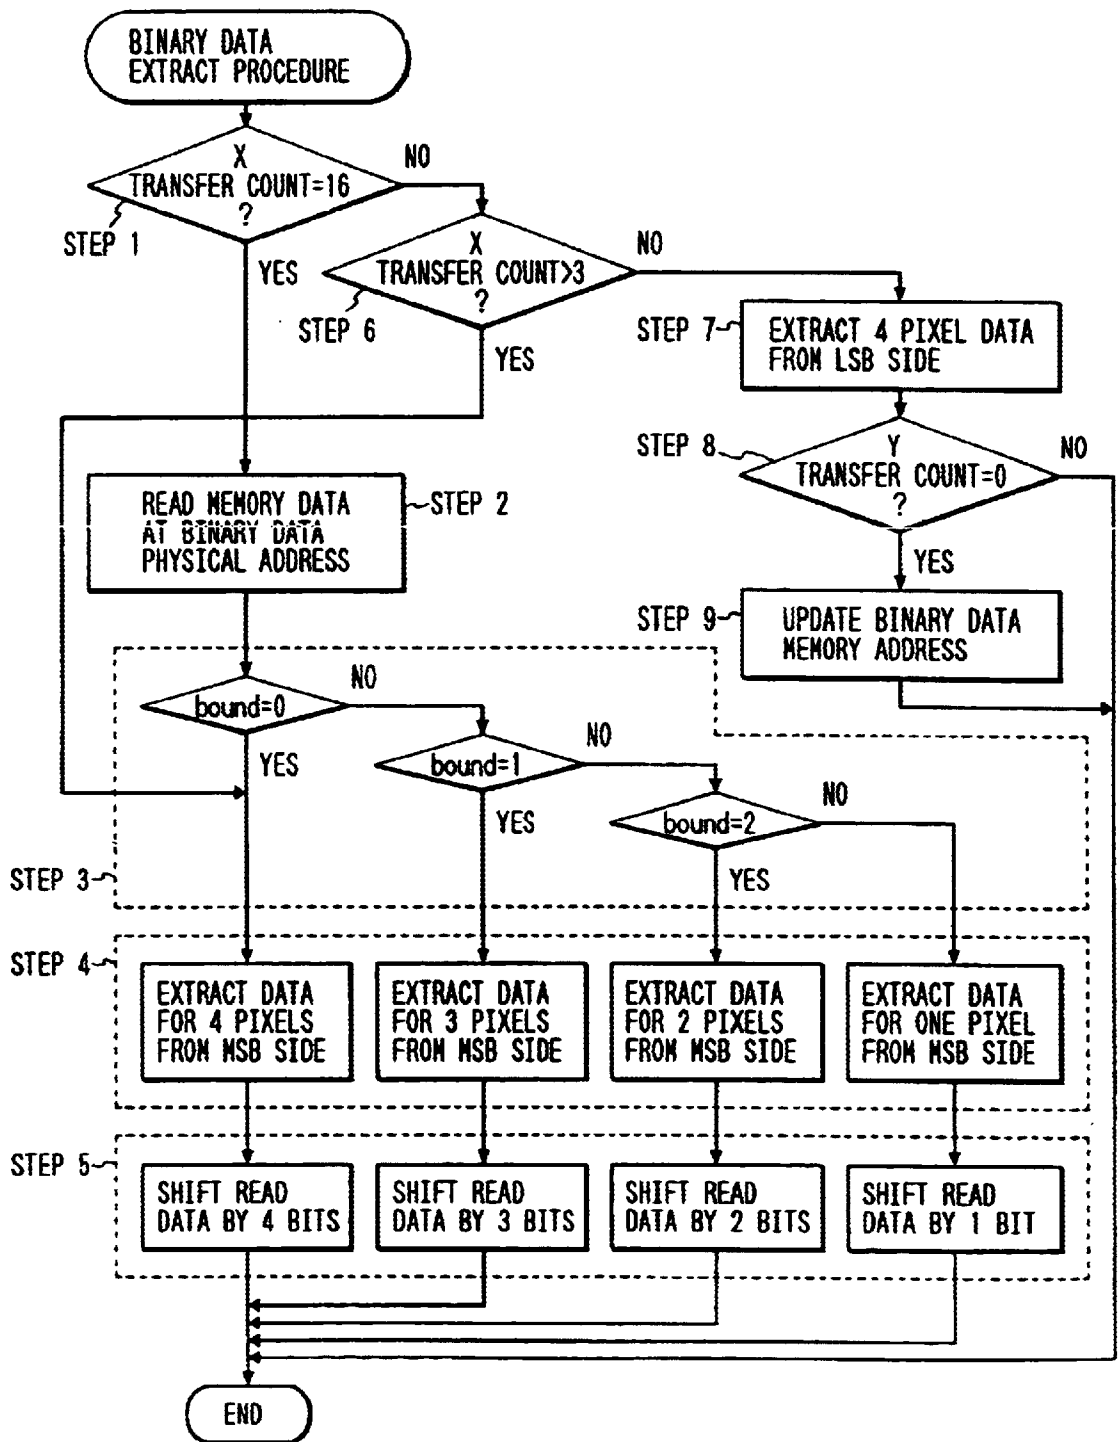 BINARY DATA
EXTRACT PROCEDURE
X
TRANSFER COUNT=16
?
NO
STEP 1
YES
X
TRANSFER COUNT>3
?
NO
STEP 6
YES
STEP 7
EXTRACT 4 PIXEL DATA
FROM LSB SIDE
STEP 8
Y
TRANSFER COUNT=0
?
NO
YES
READ MEMORY DATA
AT BINARY DATA
PHYSICAL ADDRESS
STEP 2
STEP 9
UPDATE BINARY DATA
MEMORY ADDRESS
bound=0
NO
YES
bound=1
NO
YES
bound=2
NO
YES
STEP 3
STEP 4
EXTRACT DATA
FOR 4 PIXELS
FROM MSB SIDE
EXTRACT DATA
FOR 3 PIXELS
FROM MSB SIDE
EXTRACT DATA
FOR 2 PIXELS
FROM MSB SIDE
EXTRACT DATA
FOR ONE PIXEL
FROM MSB SIDE
STEP 5
SHIFT READ
DATA BY 4 BITS
SHIFT READ
DATA BY 3 BITS
SHIFT READ
DATA BY 2 BITS
SHIFT READ
DATA BY 1 BIT
END